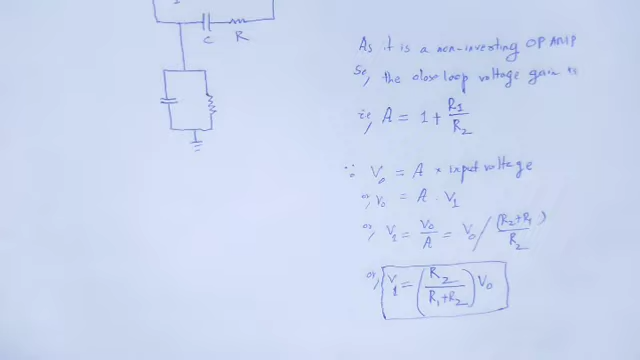 1
C R
As it is a non-inverting OP AMP
So, the close loop voltage gain is
ie, A = 1 + R1/R2
∴ Vo = A × input voltage
or, Vo = A · V1
or, V1 = Vo/A = Vo / (R2+R1)/R2
or, V1 = (R2/(R1+R2)) Vo